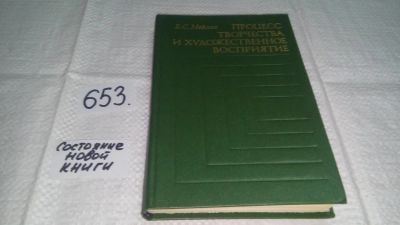 653.
состояние
новой
книги
Б.С.Мейлах
ПРОЦЕСС
ТВОРЧЕСТВА
И ХУДОЖЕСТВЕННОЕ
ВОСПРИЯТИЕ